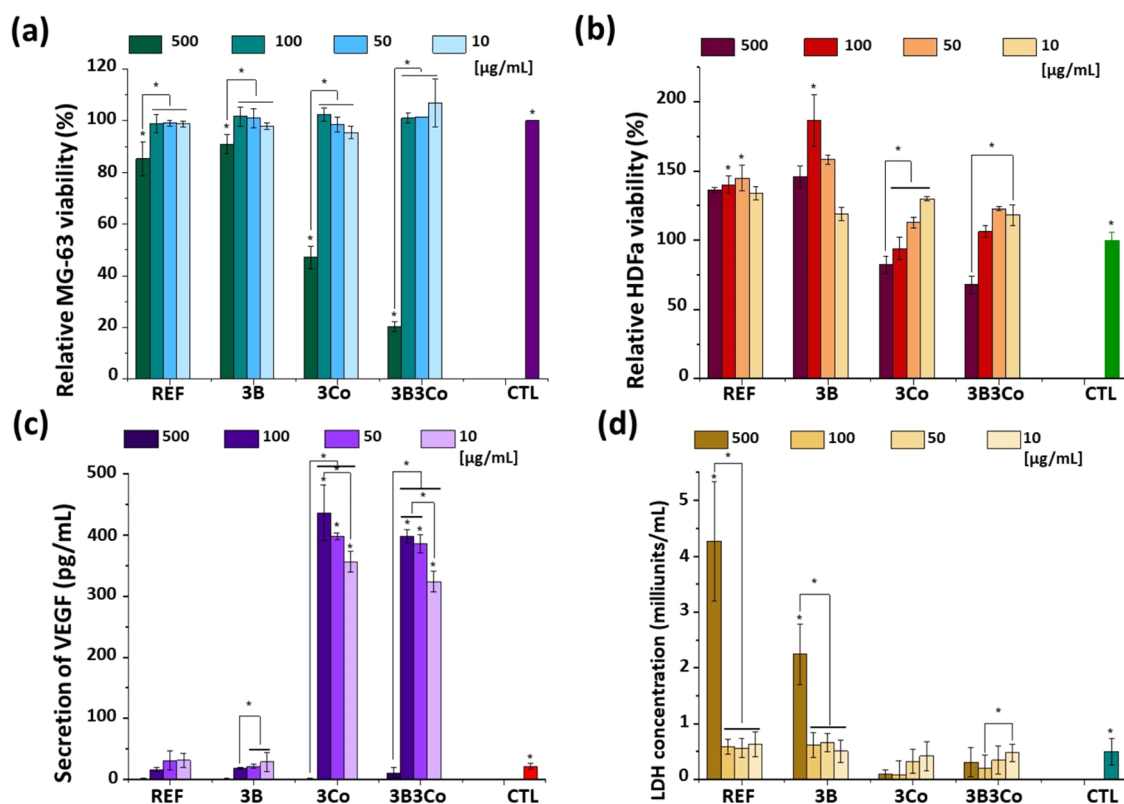 (a)
500 100 50 10
[µg/mL]
Relative MG-63 viability (%)
120
100
80
60
40
20
0
* * * * * * * * *
REF 3B 3Co 3B3Co CTL
(b)
500 100 50 10
[µg/mL]
Relative HDFa viability (%)
200
150
100
50
0
* * * * * *
REF 3B 3Co 3B3Co CTL
(c)
500 100 50 10
[µg/mL]
Secretion of VEGF (pg/mL)
500
400
300
200
100
0
* * * * * * * * * * * *
REF 3B 3Co 3B3Co CTL
(d)
500 100 50 10
[µg/mL]
LDH concentration (milliunits/mL)
5
4
3
2
1
0
* * * * * *
REF 3B 3Co 3B3Co CTL